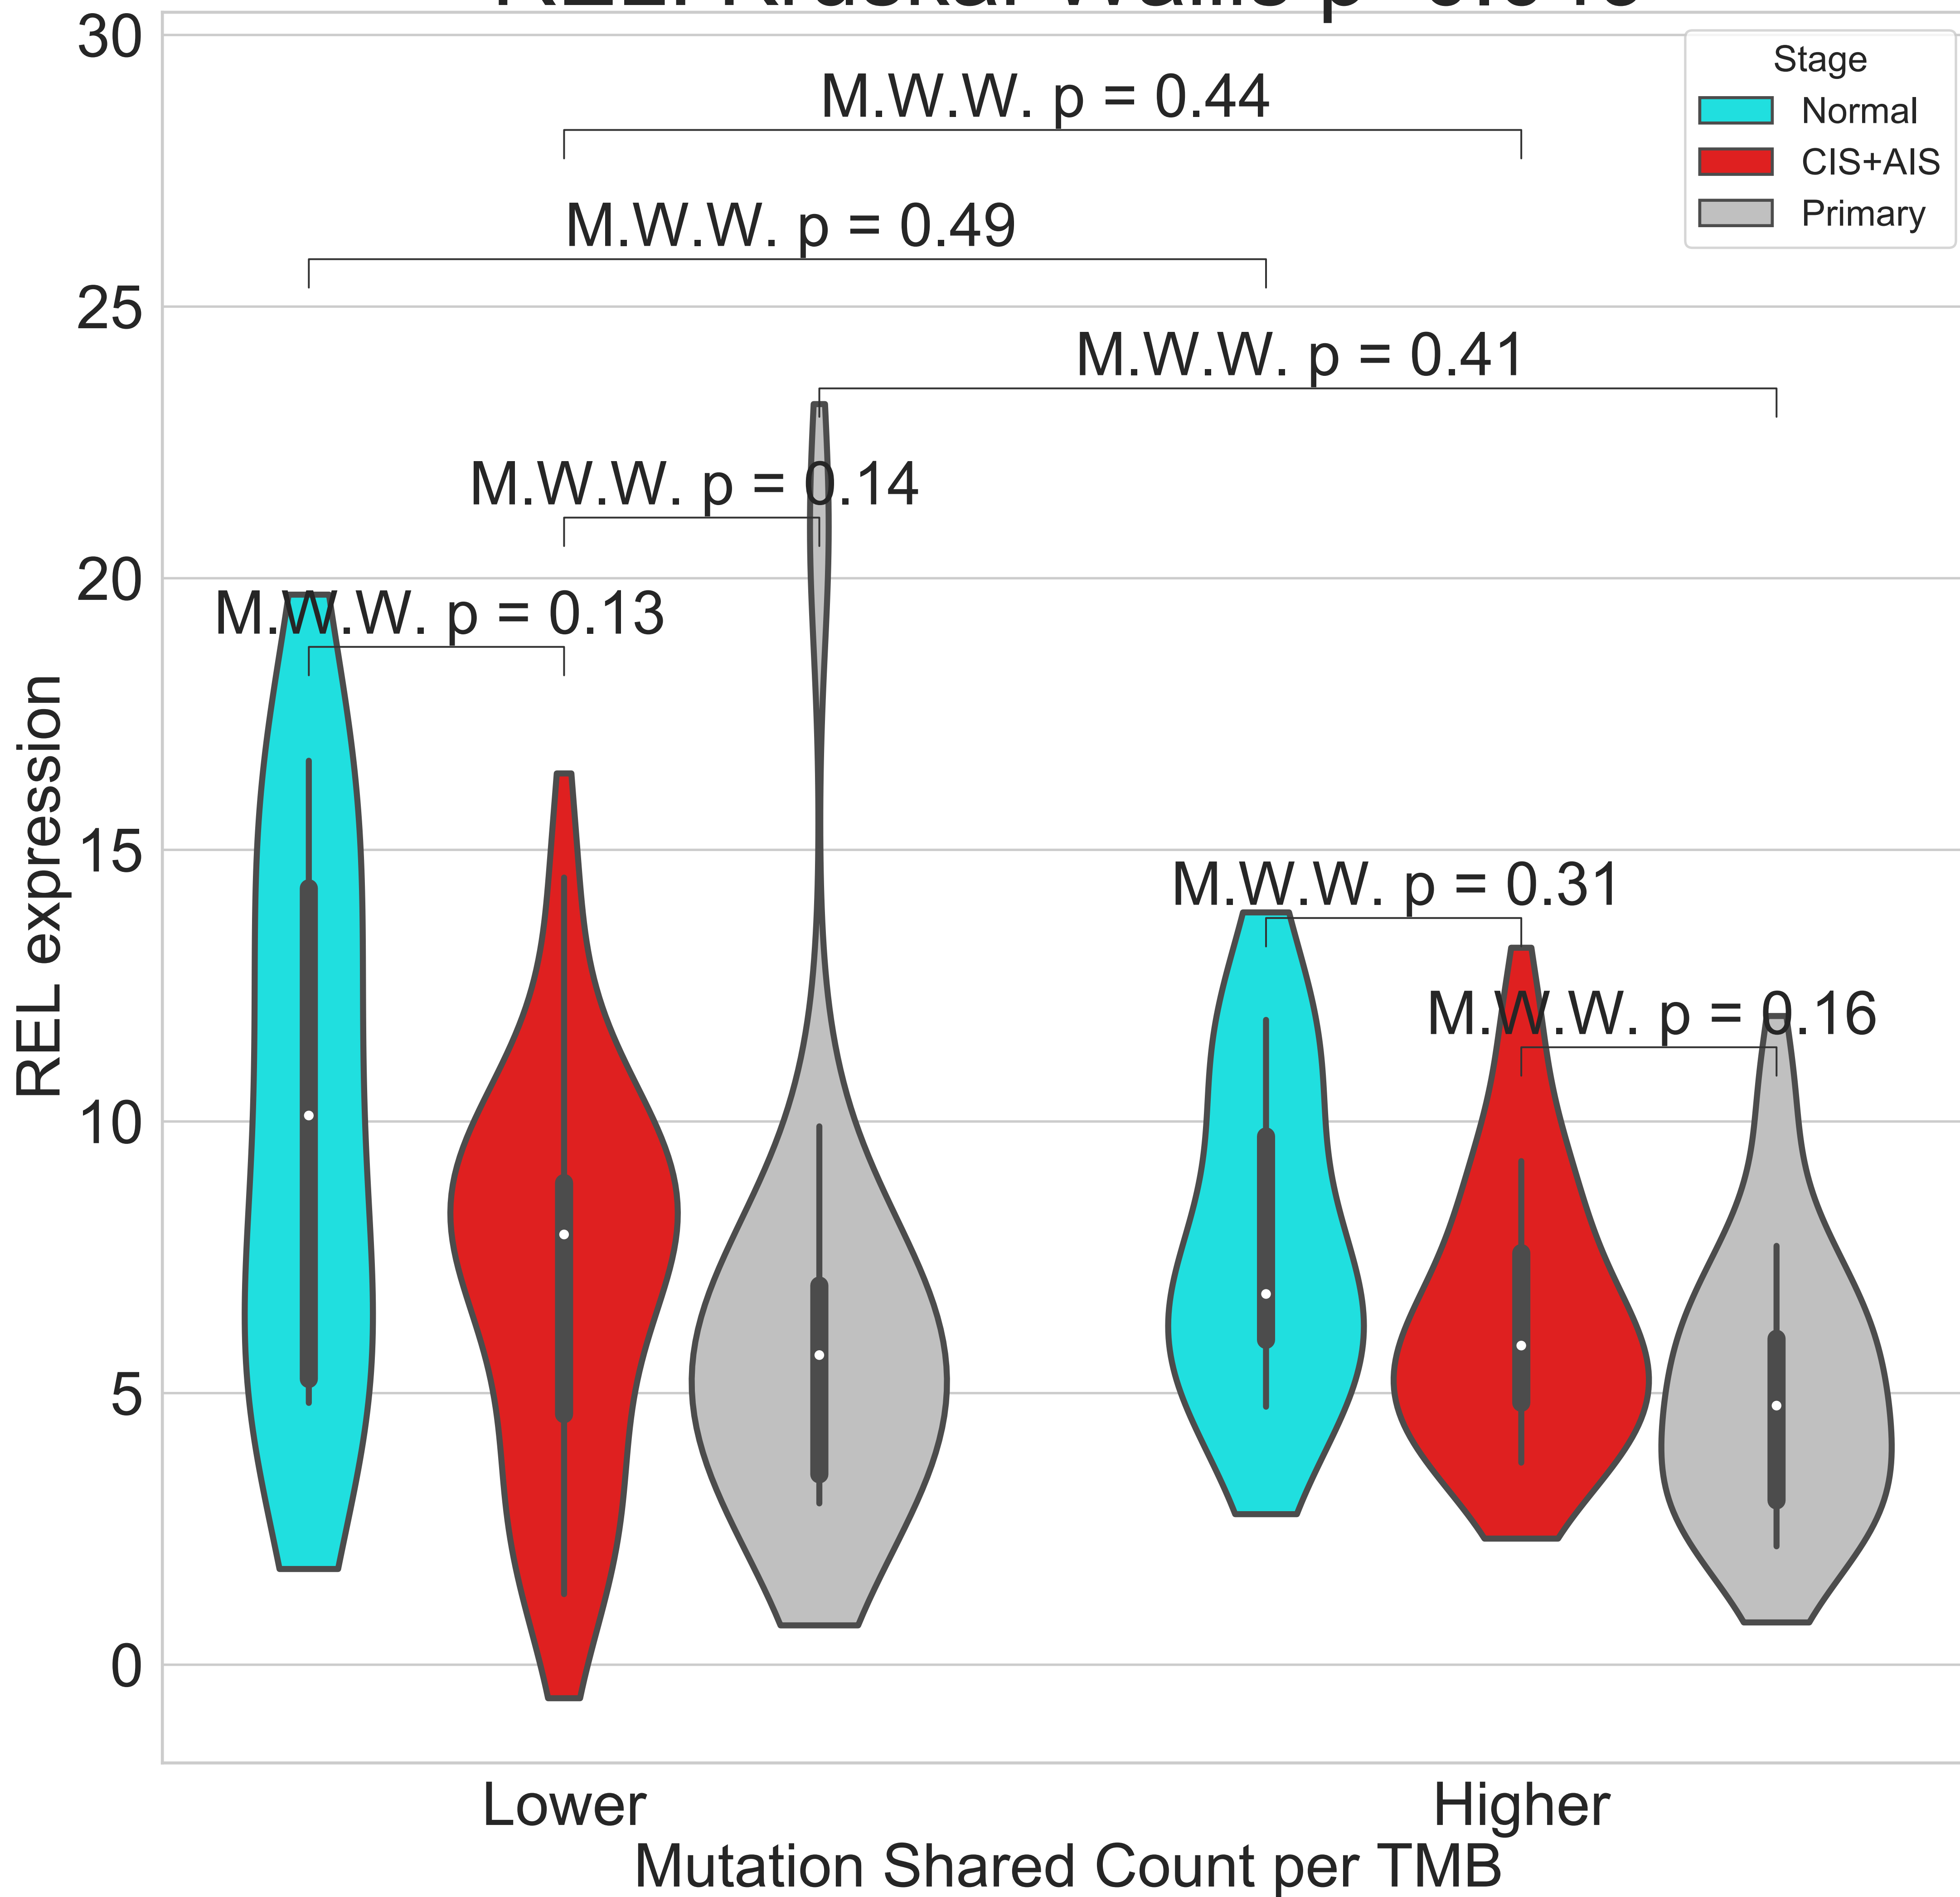 30
Stage
Normal
CIS+AIS
Primary
M.W.W. p = 0.44
M.W.W. p = 0.49
25
M.W.W. p = 0.41
M.W.W. p = 0.14
20
M.W.W. p = 0.13
REL expression
15
M.W.W. p = 0.31
M.W.W. p = 0.16
10
5
0
Lower
Higher
Mutation Shared Count per TMB